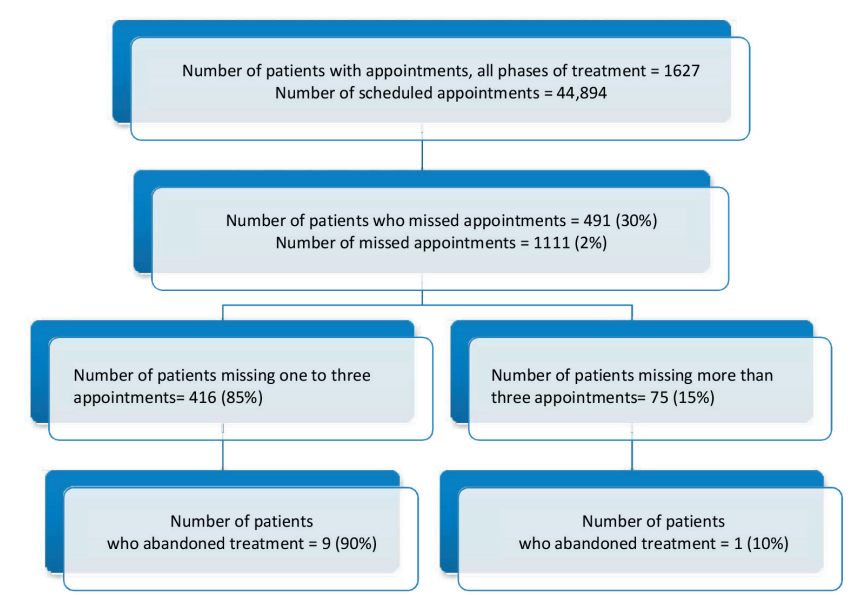 Number of patients with appointments, all phases of treatment = 1627
Number of scheduled appointments = 44,894
Number of patients who missed appointments = 491 (30%)
Number of missed appointments = 1111 (2%)
Number of patients missing one to three
appointments= 416 (85%)
Number of patients missing more than
three appointments= 75 (15%)
Number of patients
who abandoned treatment = 9 (90%)
Number of patients
who abandoned treatment = 1 (10%)